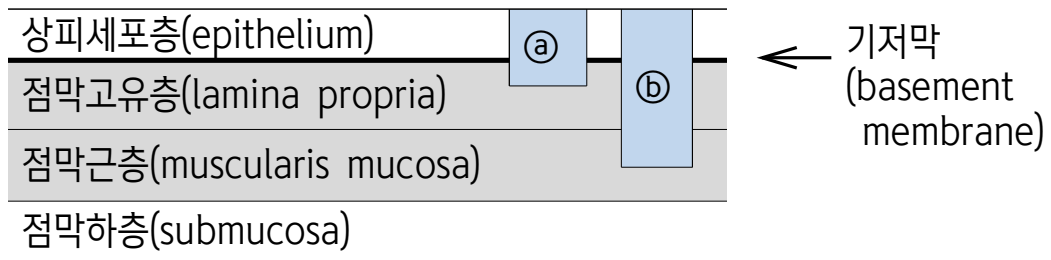 상피세포층(epithelium)
ⓐ
ⓑ
점막고유층(lamina propria)
점막근층(muscularis mucosa)
점막하층(submucosa)
기저막
(basement
membrane)